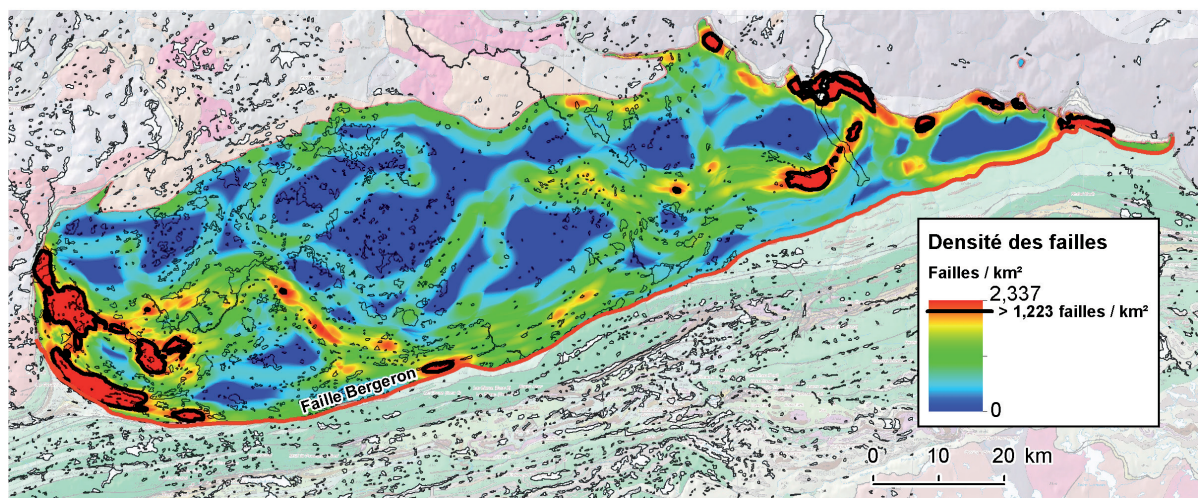 Faille Bergeron
Densité des failles
Failles / km²
2,337
> 1,223 failles / km²
0
0 10 20 km